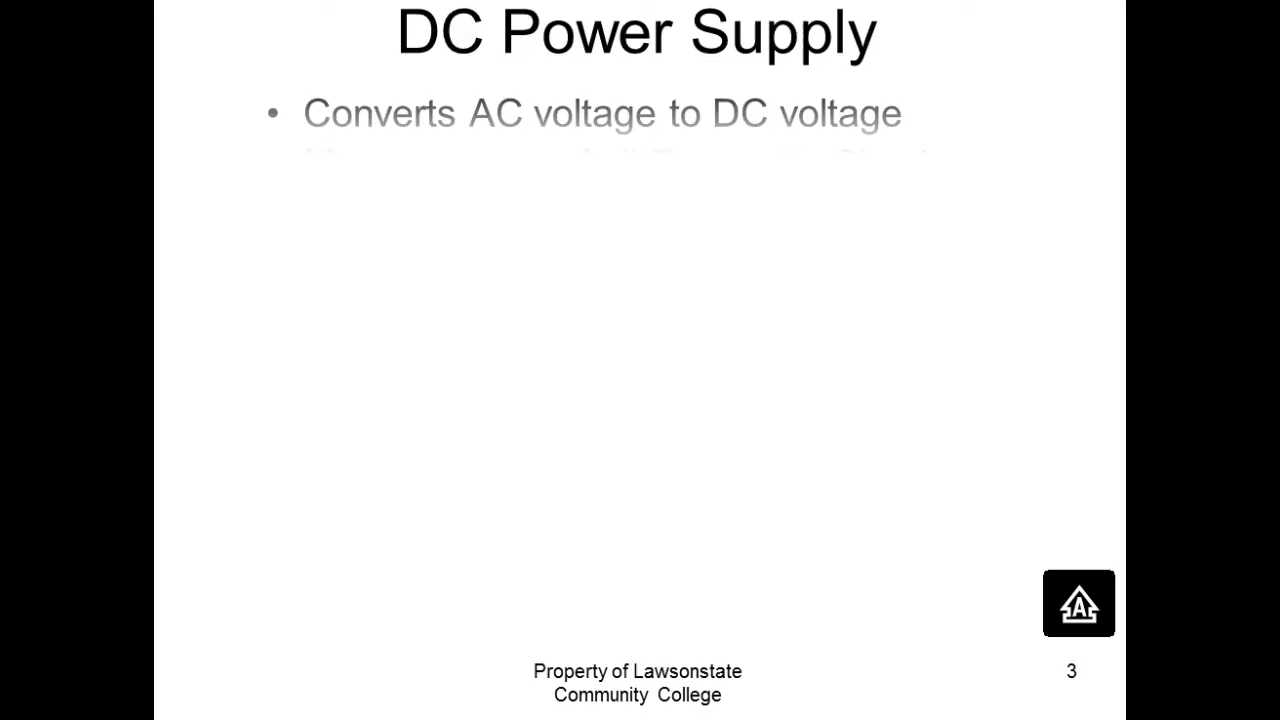 DC Power Supply
• Converts AC voltage to DC voltage
A
Property of Lawsonstate
Community College
3